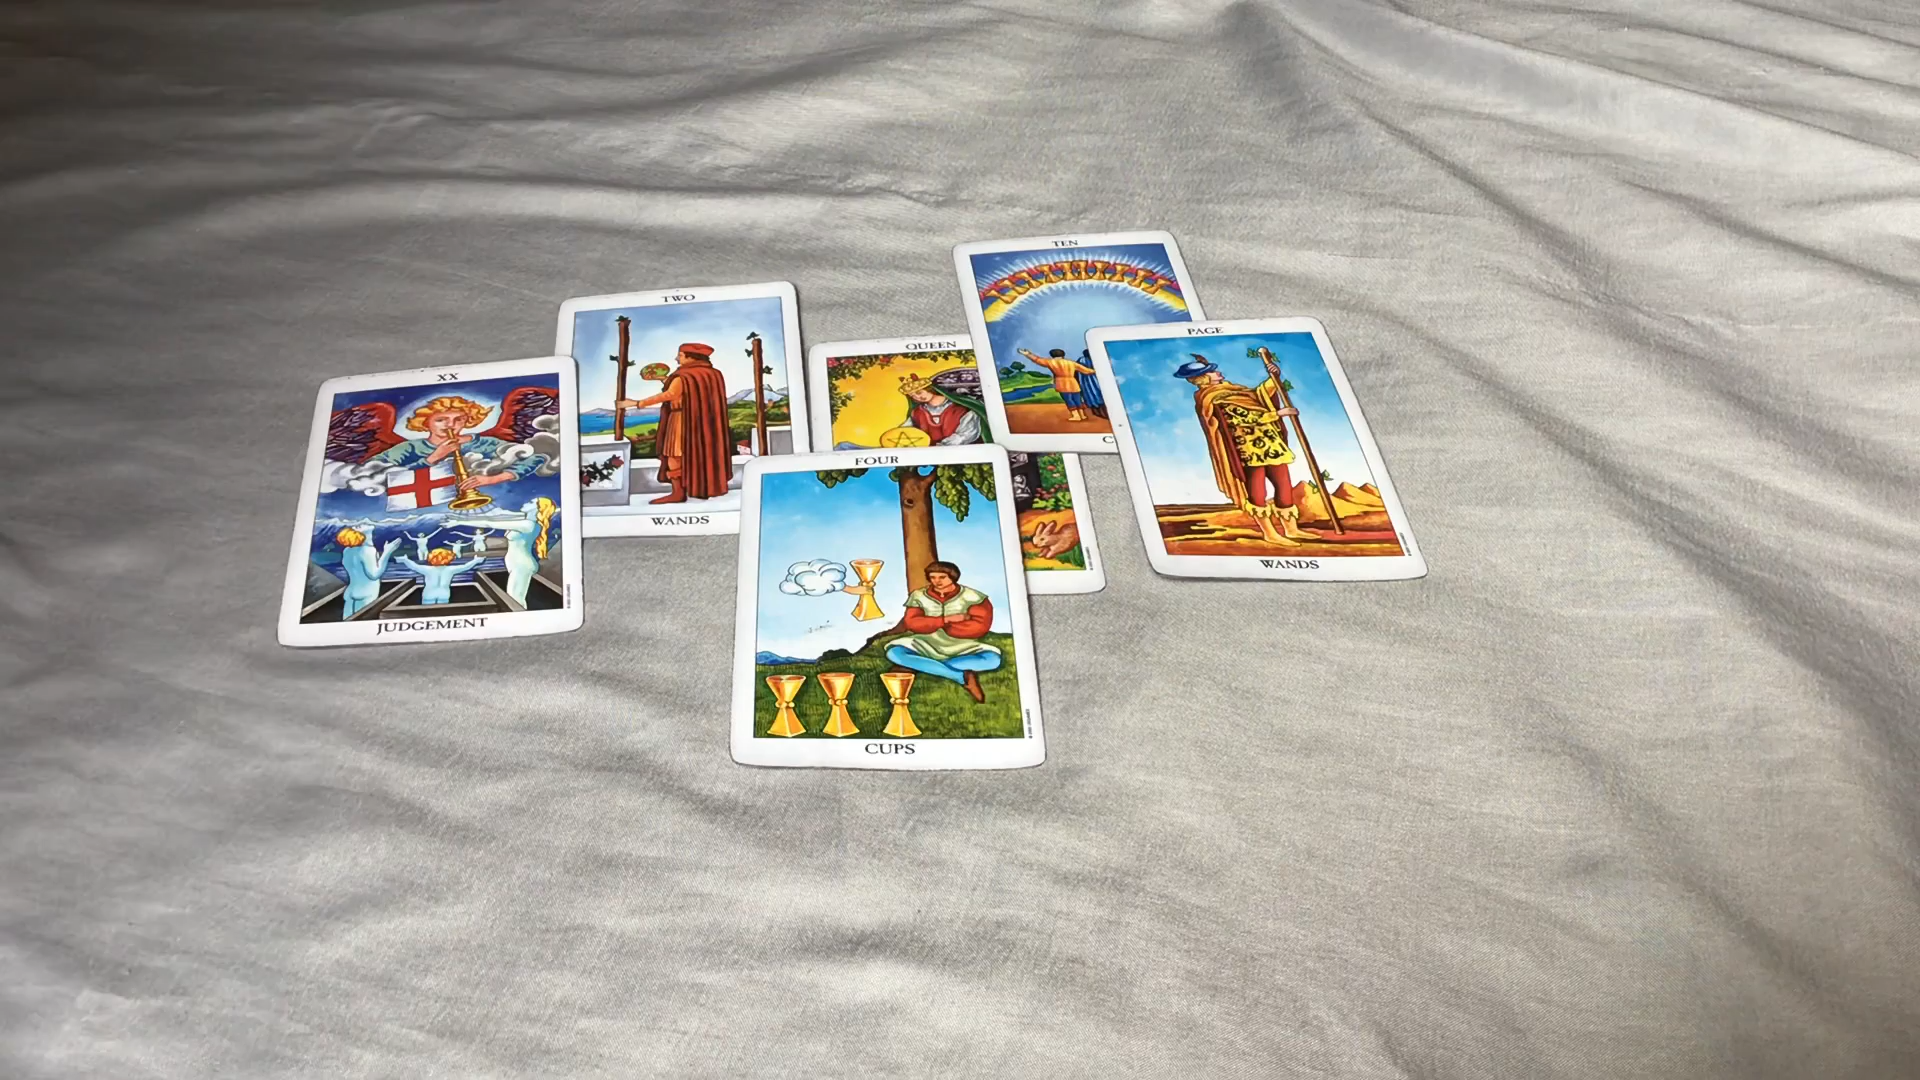 XX
JUDGEMENT
TWO
WANDS
QUEEN
FOUR
CUPS
TEN
C
PAGE
WANDS